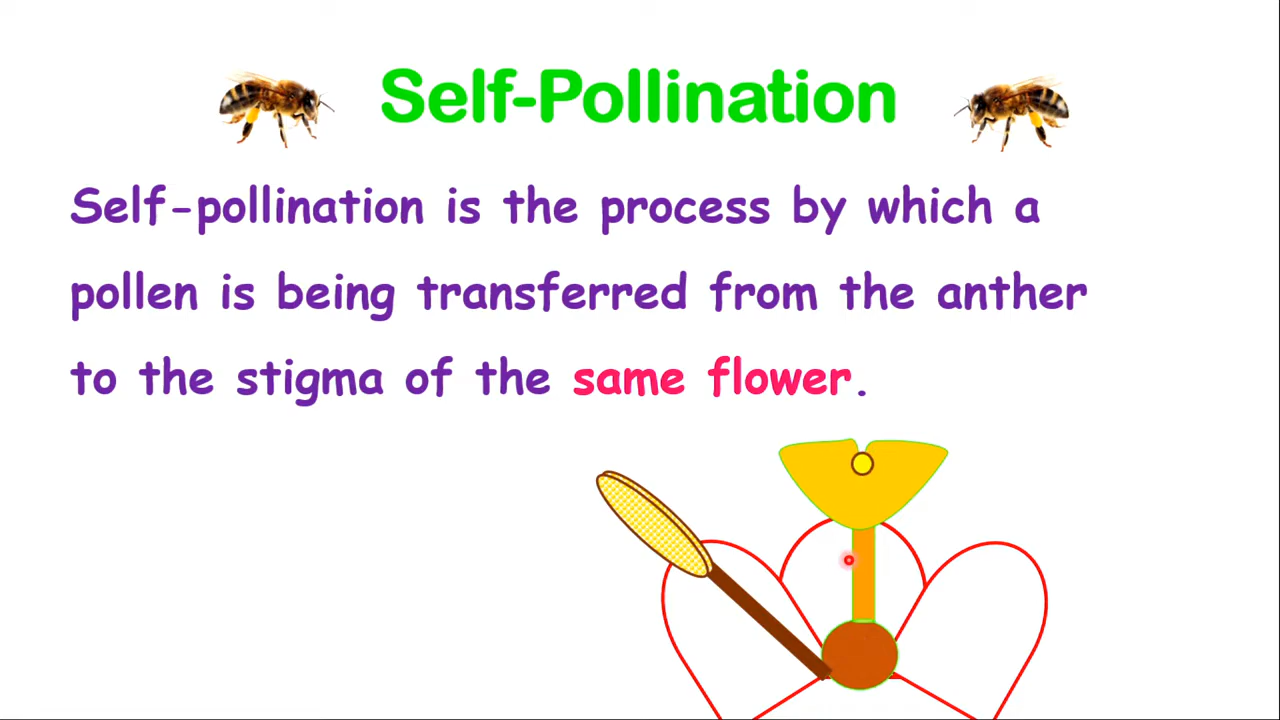 Self-Pollination
Self-pollination is the process by which a
pollen is being transferred from the anther
to the stigma of the same flower.